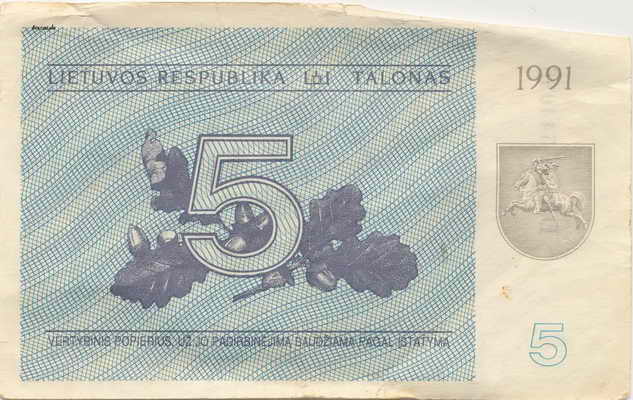 LIETUVOS RESPUBLIKA TALONAS
1991
5
VERTYBINIS POPIERIUS, UŽ JO PADIRBINĖJIMĄ BAUDŽIAMA PAGAL ĮSTATYMĄ
5